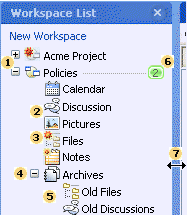 Workspace List
New Workspace
1 Acme Project
Policies 2 6
Calendar
2 Discussion
Pictures
3 Files
Notes
7
4 Archives
5 Old Files
Old Discussions